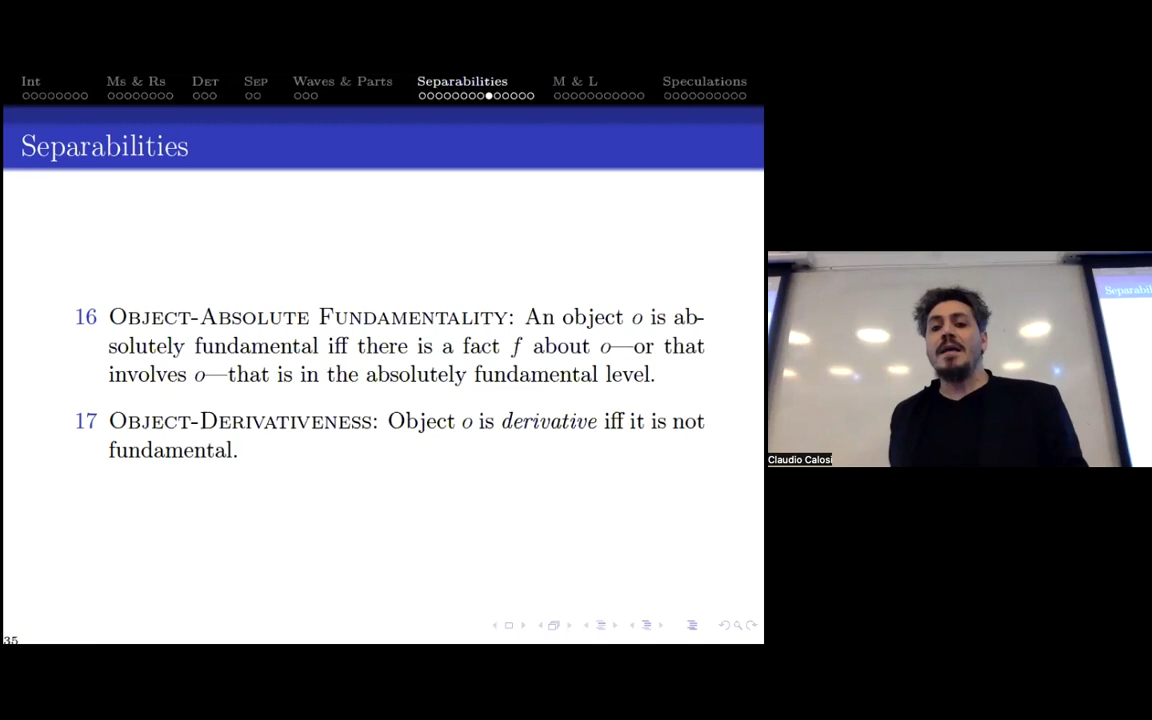 Int Ms & Rs Det Sep Waves & Parts Separabilities M & L Speculations
Separabilities
16 Object-Absolute Fundamentality: An object o is ab-
solutely fundamental iff there is a fact f about o—or that
involves o—that is in the absolutely fundamental level.
17 Object-Derivativeness: Object o is derivative iff it is not
fundamental.
35
Separabil
Claudio Calosi